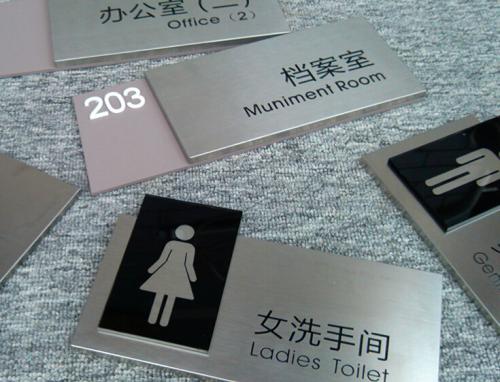 办公室（二）
Office（2）
203
档案室
Muniment Room
女洗手间
Ladies Toilet